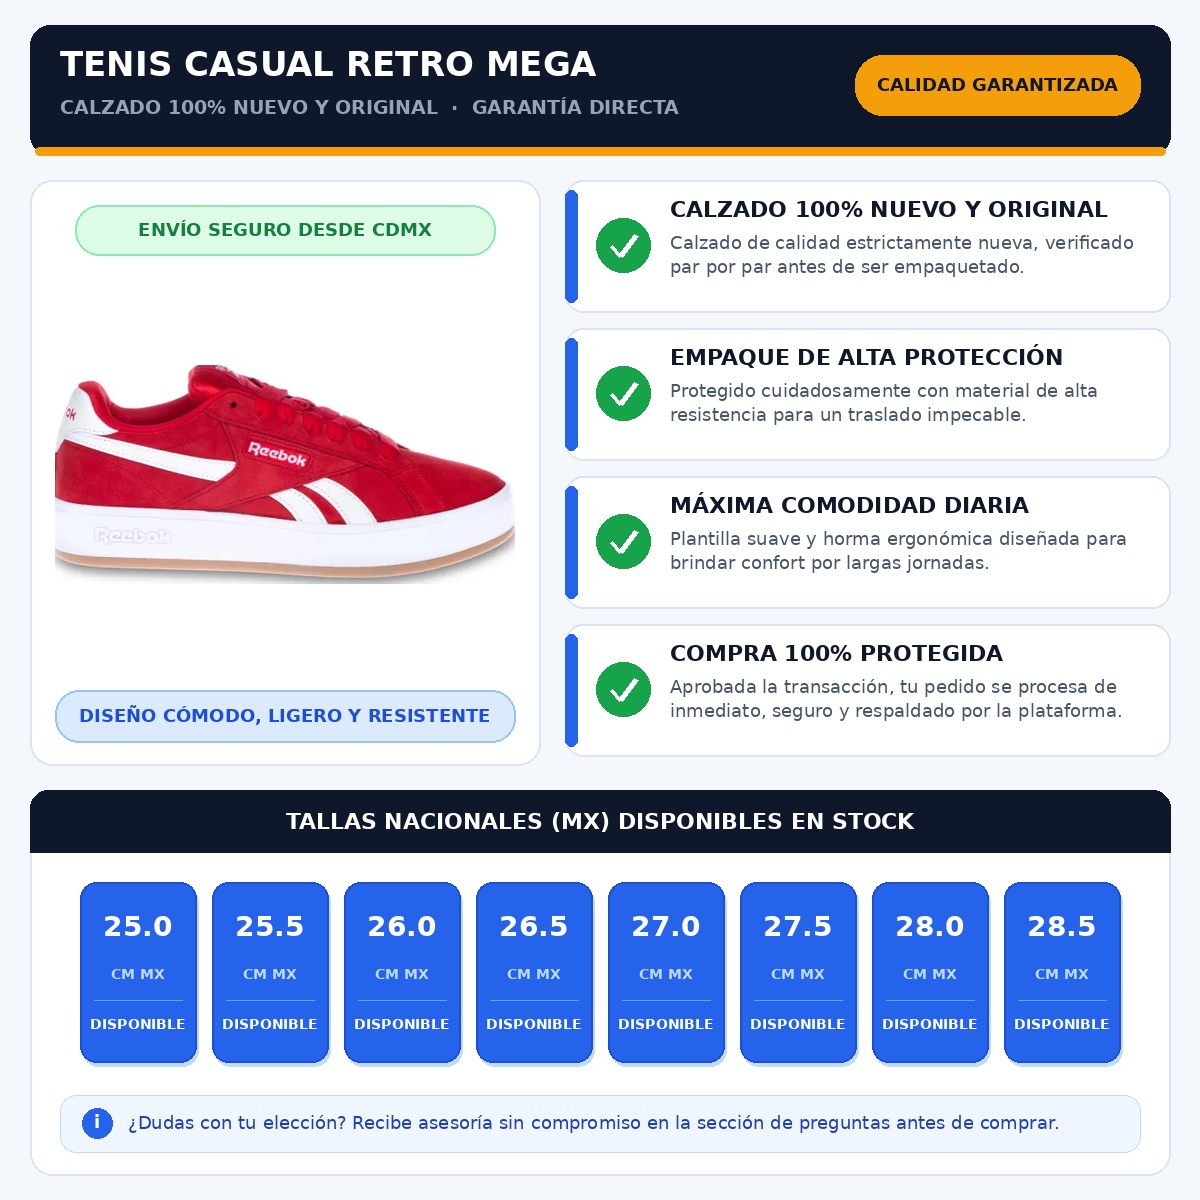 TENIS CASUAL RETRO MEGA
CALZADO 100% NUEVO Y ORIGINAL · GARANTÍA DIRECTA
CALIDAD GARANTIZADA
ENVÍO SEGURO DESDE CDMX
ok
Reebok
Reebok
DISEÑO CÓMODO, LIGERO Y RESISTENTE
CALZADO 100% NUEVO Y ORIGINAL
Calzado de calidad estrictamente nueva, verificado
par por par antes de ser empaquetado.
EMPAQUE DE ALTA PROTECCIÓN
Protegido cuidadosamente con material de alta
resistencia para un traslado impecable.
MÁXIMA COMODIDAD DIARIA
Plantilla suave y horma ergonómica diseñada para
brindar confort por largas jornadas.
COMPRA 100% PROTEGIDA
Aprobada la transacción, tu pedido se procesa de
inmediato, seguro y respaldado por la plataforma.
TALLAS NACIONALES (MX) DISPONIBLES EN STOCK
25.0 25.5 26.0 26.5 27.0 27.5 28.0 28.5
CM MX CM MX CM MX CM MX CM MX CM MX CM MX CM MX
DISPONIBLE DISPONIBLE DISPONIBLE DISPONIBLE DISPONIBLE DISPONIBLE DISPONIBLE DISPONIBLE
i ¿Dudas con tu elección? Recibe asesoría sin compromiso en la sección de preguntas antes de comprar.